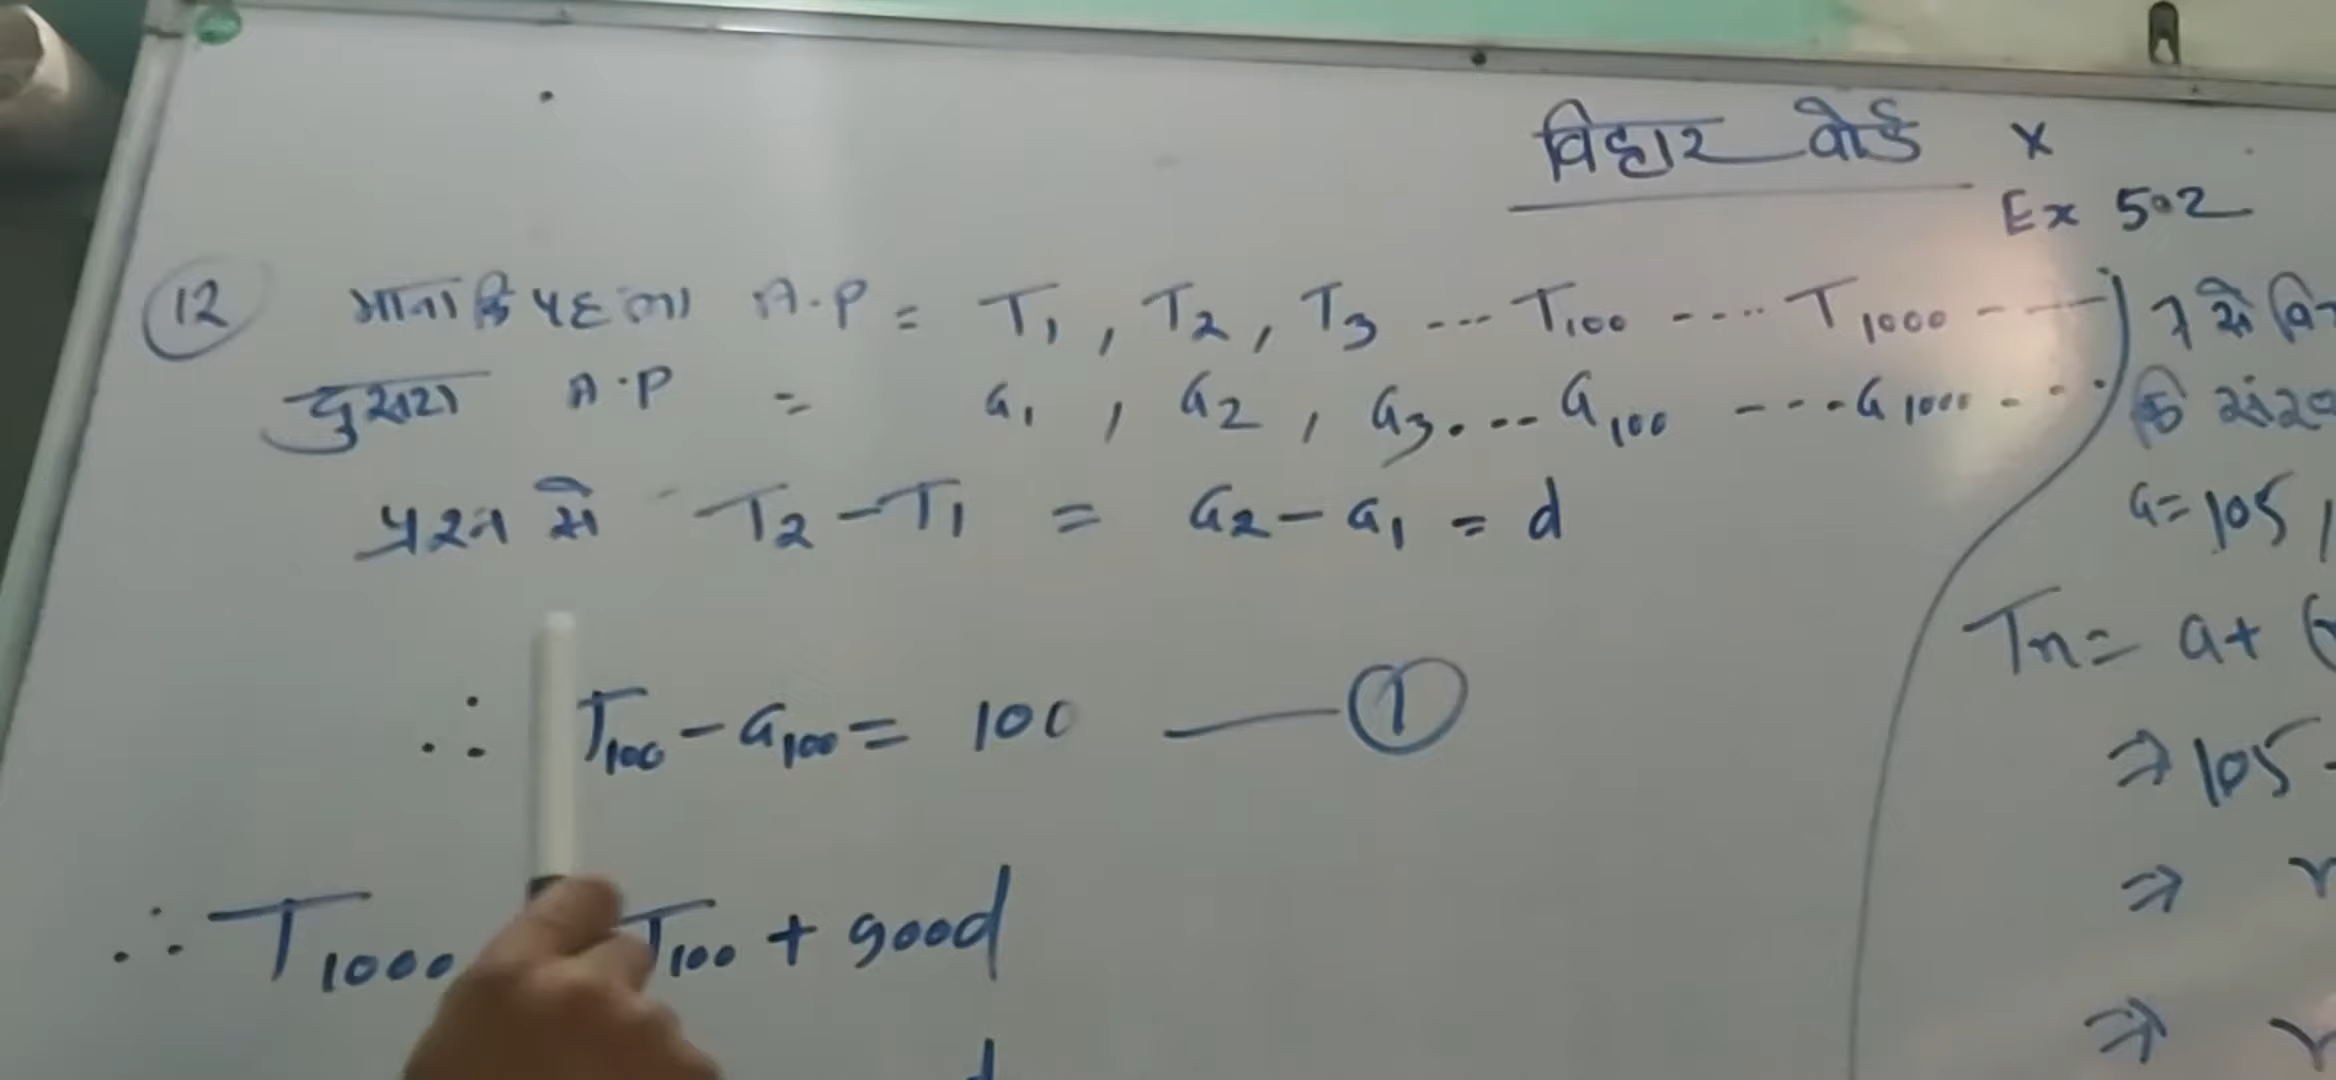 बिहार बोर्ड X
Ex 5.2
(12) माना कि पहला A.P = T₁, T₂, T₃ --- T₁₀₀ ---- T₁₀₀₀ ----
दुसरा A.P = a₁, a₂, a₃... a₁₀₀ ---a₁₀₀₀ ---
प्रश्न से T₂ - T₁ = a₂ - a₁ = d
∴ T₁₀₀ - a₁₀₀ = 100 —— ①
∴ T₁₀₀₀ T₁₀₀ + 900d
d
7 से
कि
a= 105,
Tn= a+
⇒ 105
⇒
⇒